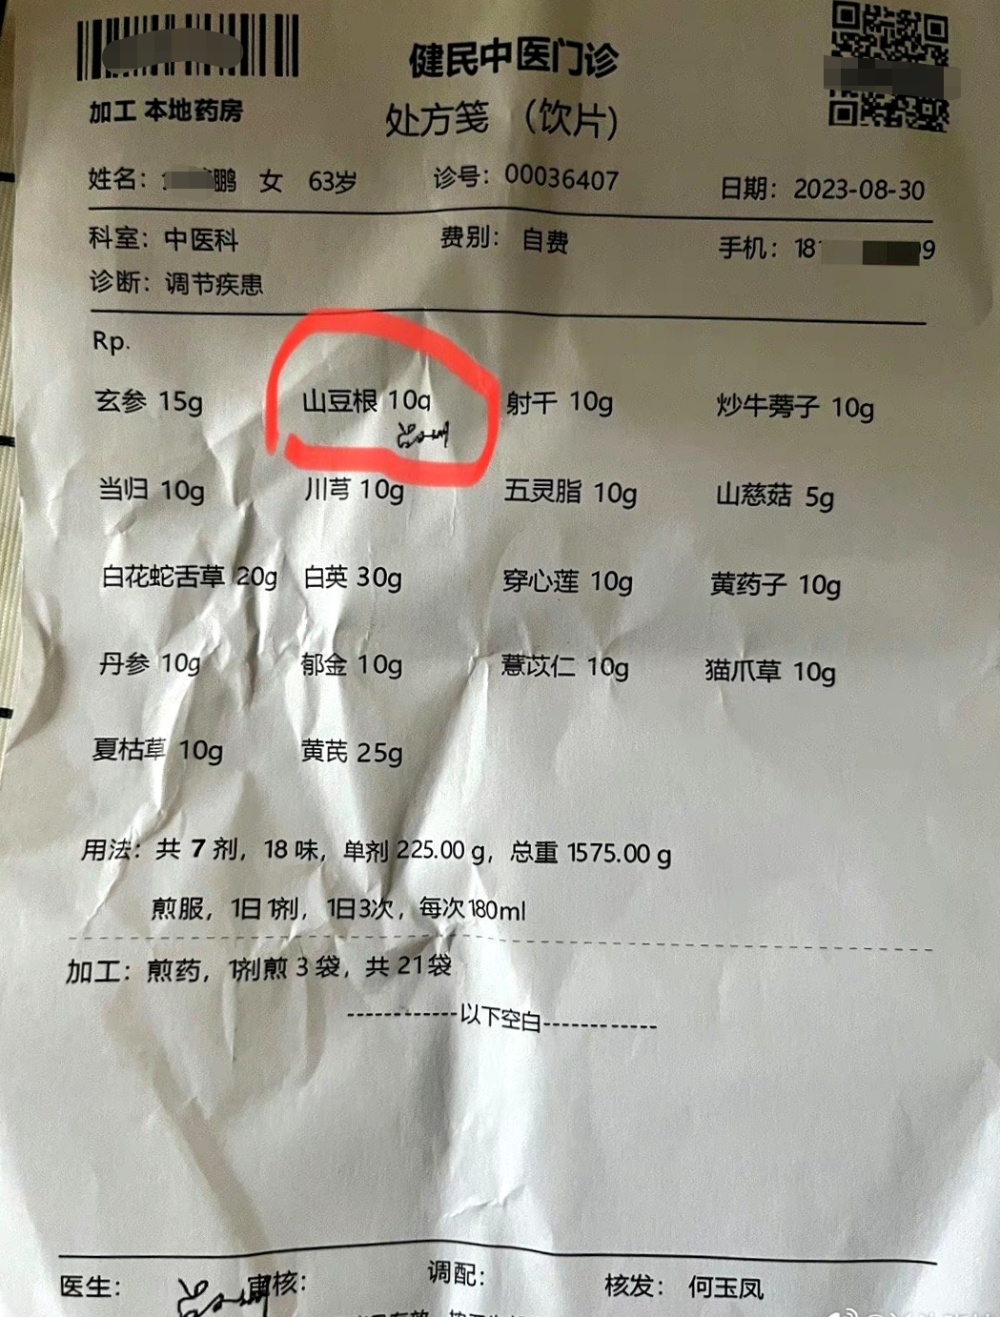 健民中医门诊
加工 本地药房
处方笺 (饮片)
姓名: 鹏 女 63岁 诊号: 00036407 日期: 2023-08-30
科室: 中医科 费别: 自费 手机: 18 9
诊断: 调节疾患
Rp.
玄参 15g 山豆根 10g 射干 10g 炒牛蒡子 10g
当归 10g 川芎 10g 五灵脂 10g 山慈菇 5g
白花蛇舌草 20g 白英 30g 穿心莲 10g 黄药子 10g
丹参 10g 郁金 10g 薏苡仁 10g 猫爪草 10g
夏枯草 10g 黄芪 25g
用法: 共 7 剂, 18 味, 单剂 225.00 g, 总重 1575.00 g
煎服, 1日1剂, 1日3次, 每次180ml
加工: 煎药, 1剂煎 3 袋, 共 21袋
------------以下空白------------
医生: 审核: 调配: 核发: 何玉凤